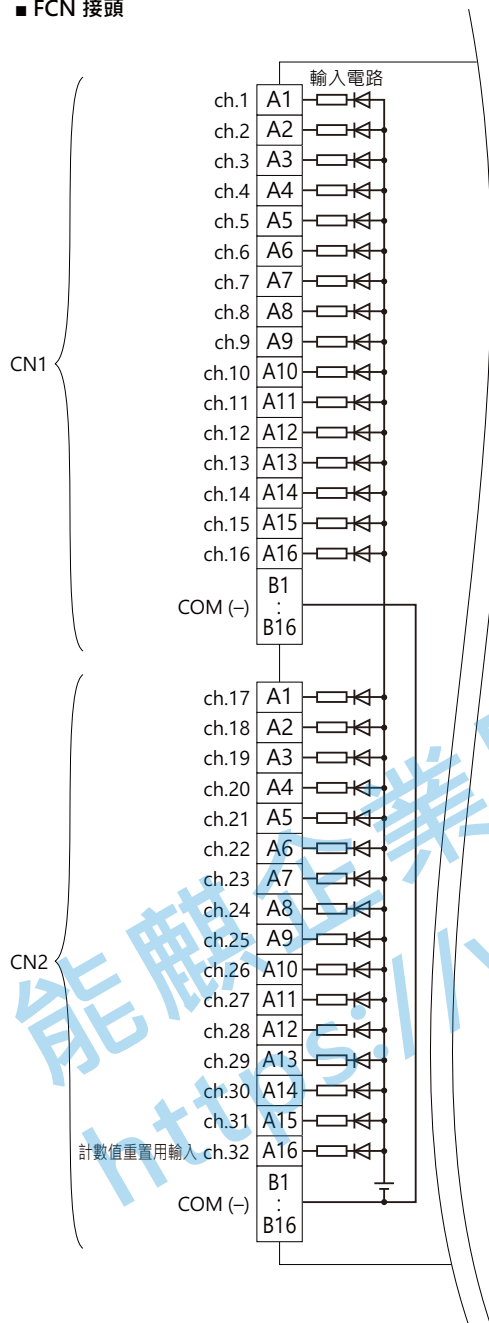 ■ FCN 接頭
輸入電路
ch.1 A1
ch.2 A2
ch.3 A3
ch.4 A4
ch.5 A5
ch.6 A6
ch.7 A7
ch.8 A8
ch.9 A9
CN1
ch.10 A10
ch.11 A11
ch.12 A12
ch.13 A13
ch.14 A14
ch.15 A15
ch.16 A16
B1
COM (–) :
B16
ch.17 A1
ch.18 A2
ch.19 A3
ch.20 A4
ch.21 A5
ch.22 A6
ch.23 A7
ch.24 A8
ch.25 A9
CN2
ch.26 A10
ch.27 A11
ch.28 A12
ch.29 A13
ch.30 A14
ch.31 A15
計數值重置用輸入 ch.32 A16
B1
COM (–) :
B16
能麒企業
https://